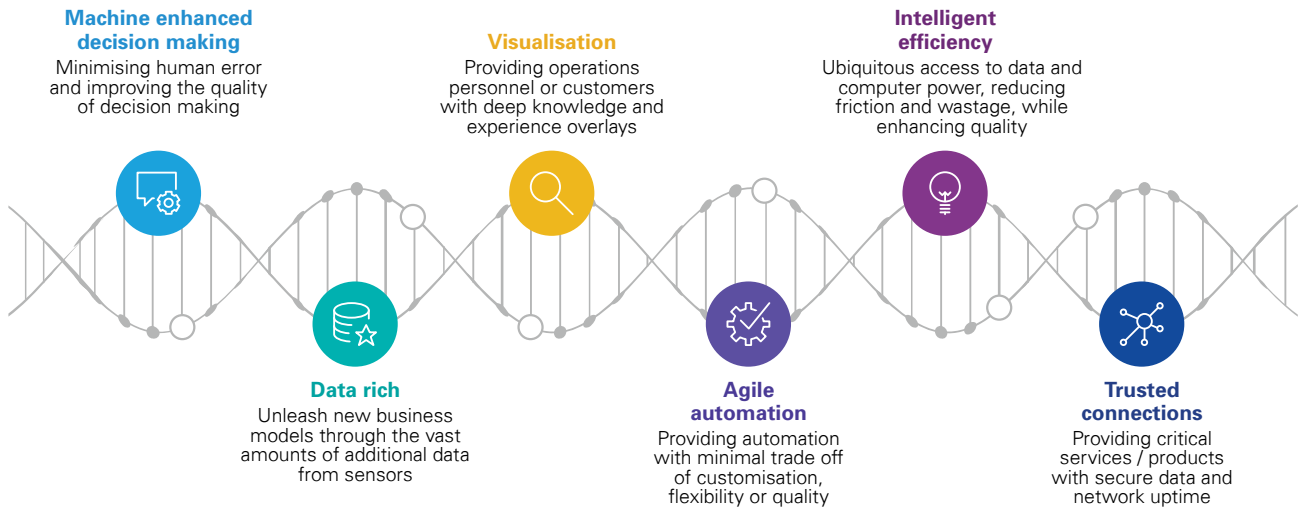 Machine enhanced
decision making
Minimising human error
and improving the quality
of decision making
Visualisation
Providing operations
personnel or customers
with deep knowledge and
experience overlays
Intelligent
efficiency
Ubiquitous access to data and
computer power, reducing
friction and wastage, while
enhancing quality
Data rich
Unleash new business
models through the vast
amounts of additional data
from sensors
Agile
automation
Providing automation
with minimal trade off
of customisation,
flexibility or quality
Trusted
connections
Providing critical
services / products
with secure data and
network uptime